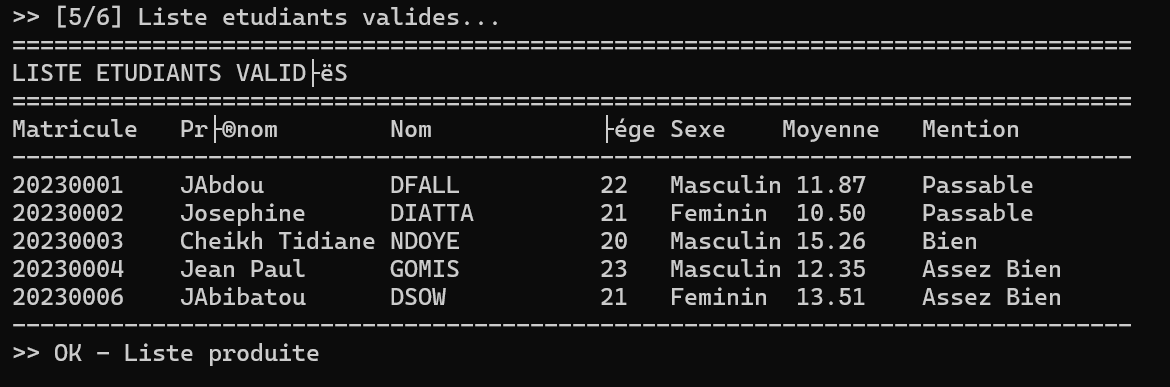 >> [5/6] Liste etudiants valides...
================================================================================
LISTE ETUDIANTS VALID├ëS
================================================================================
Matricule   Pr├®nom        Nom            ├ége Sexe    Moyenne   Mention
--------------------------------------------------------------------------------
20230001    JAbdou         DFALL          22   Masculin 11.87    Passable
20230002    Josephine      DIATTA         21   Feminin  10.50    Passable
20230003    Cheikh Tidiane NDOYE          20   Masculin 15.26    Bien
20230004    Jean Paul      GOMIS          23   Masculin 12.35    Assez Bien
20230006    JAbibatou      DSOW           21   Feminin  13.51    Assez Bien
--------------------------------------------------------------------------------
>> OK - Liste produite